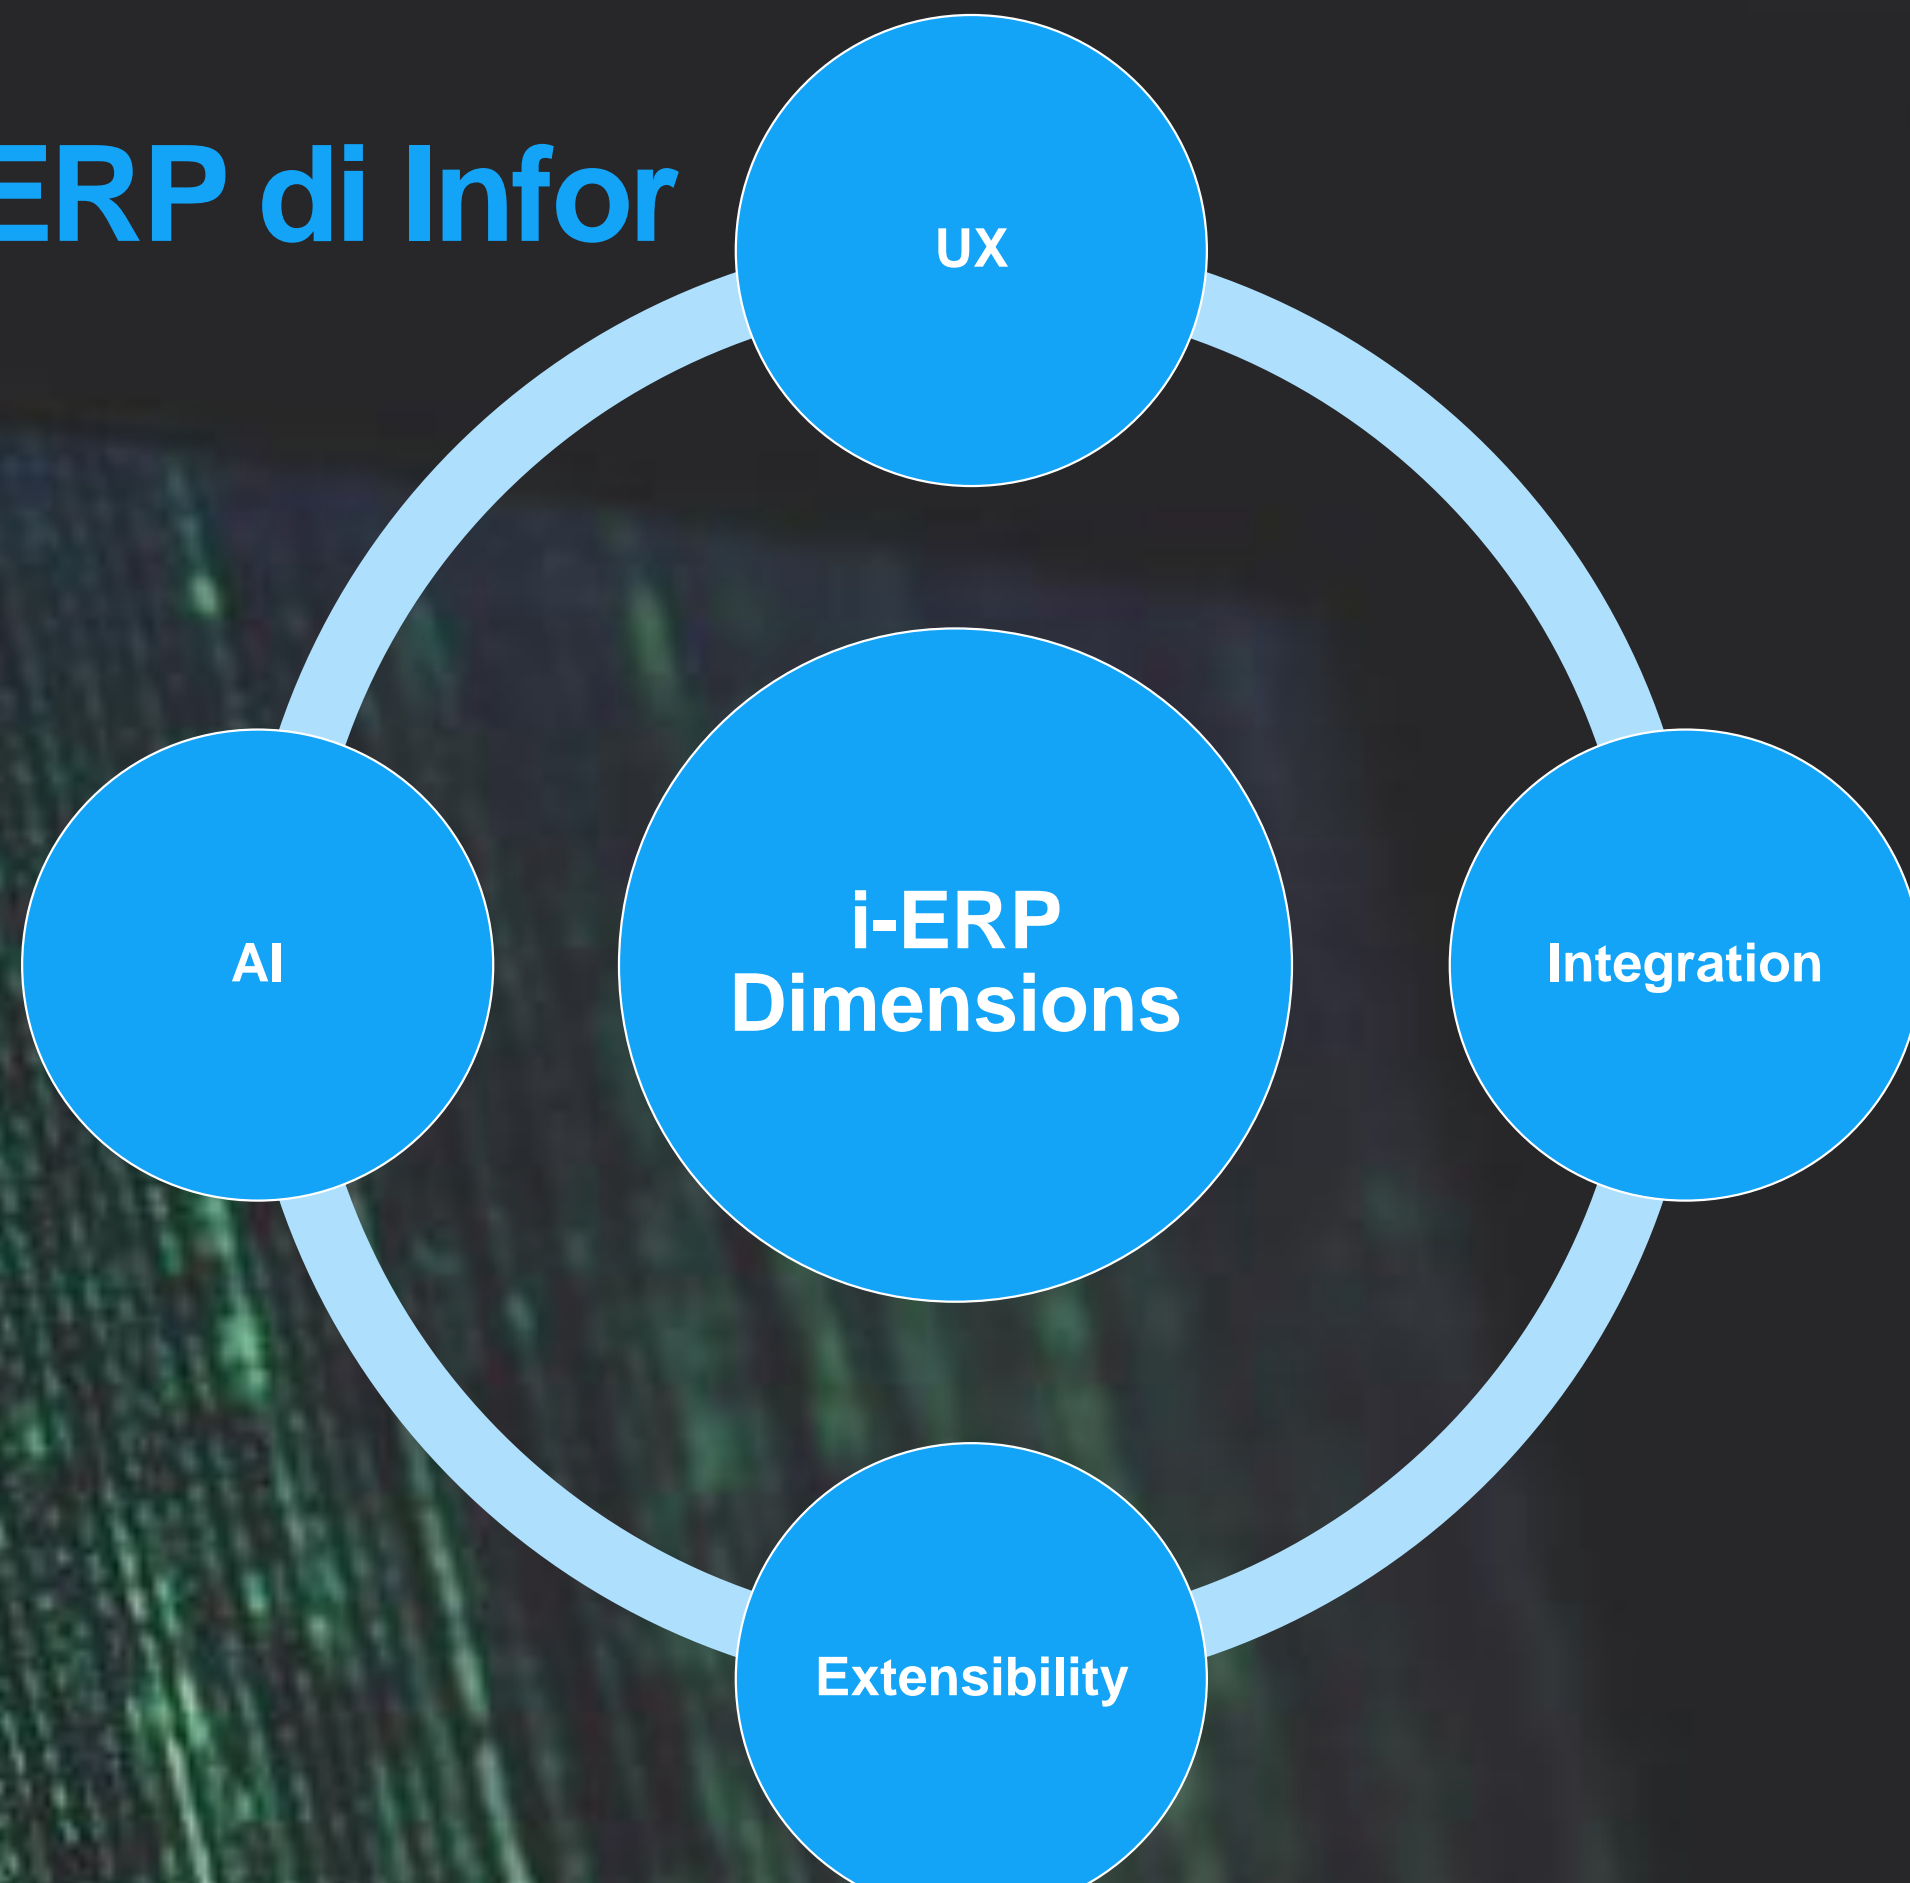 ERP di Infor
UX
AI
i-ERP
Dimensions
Integration
Extensibility